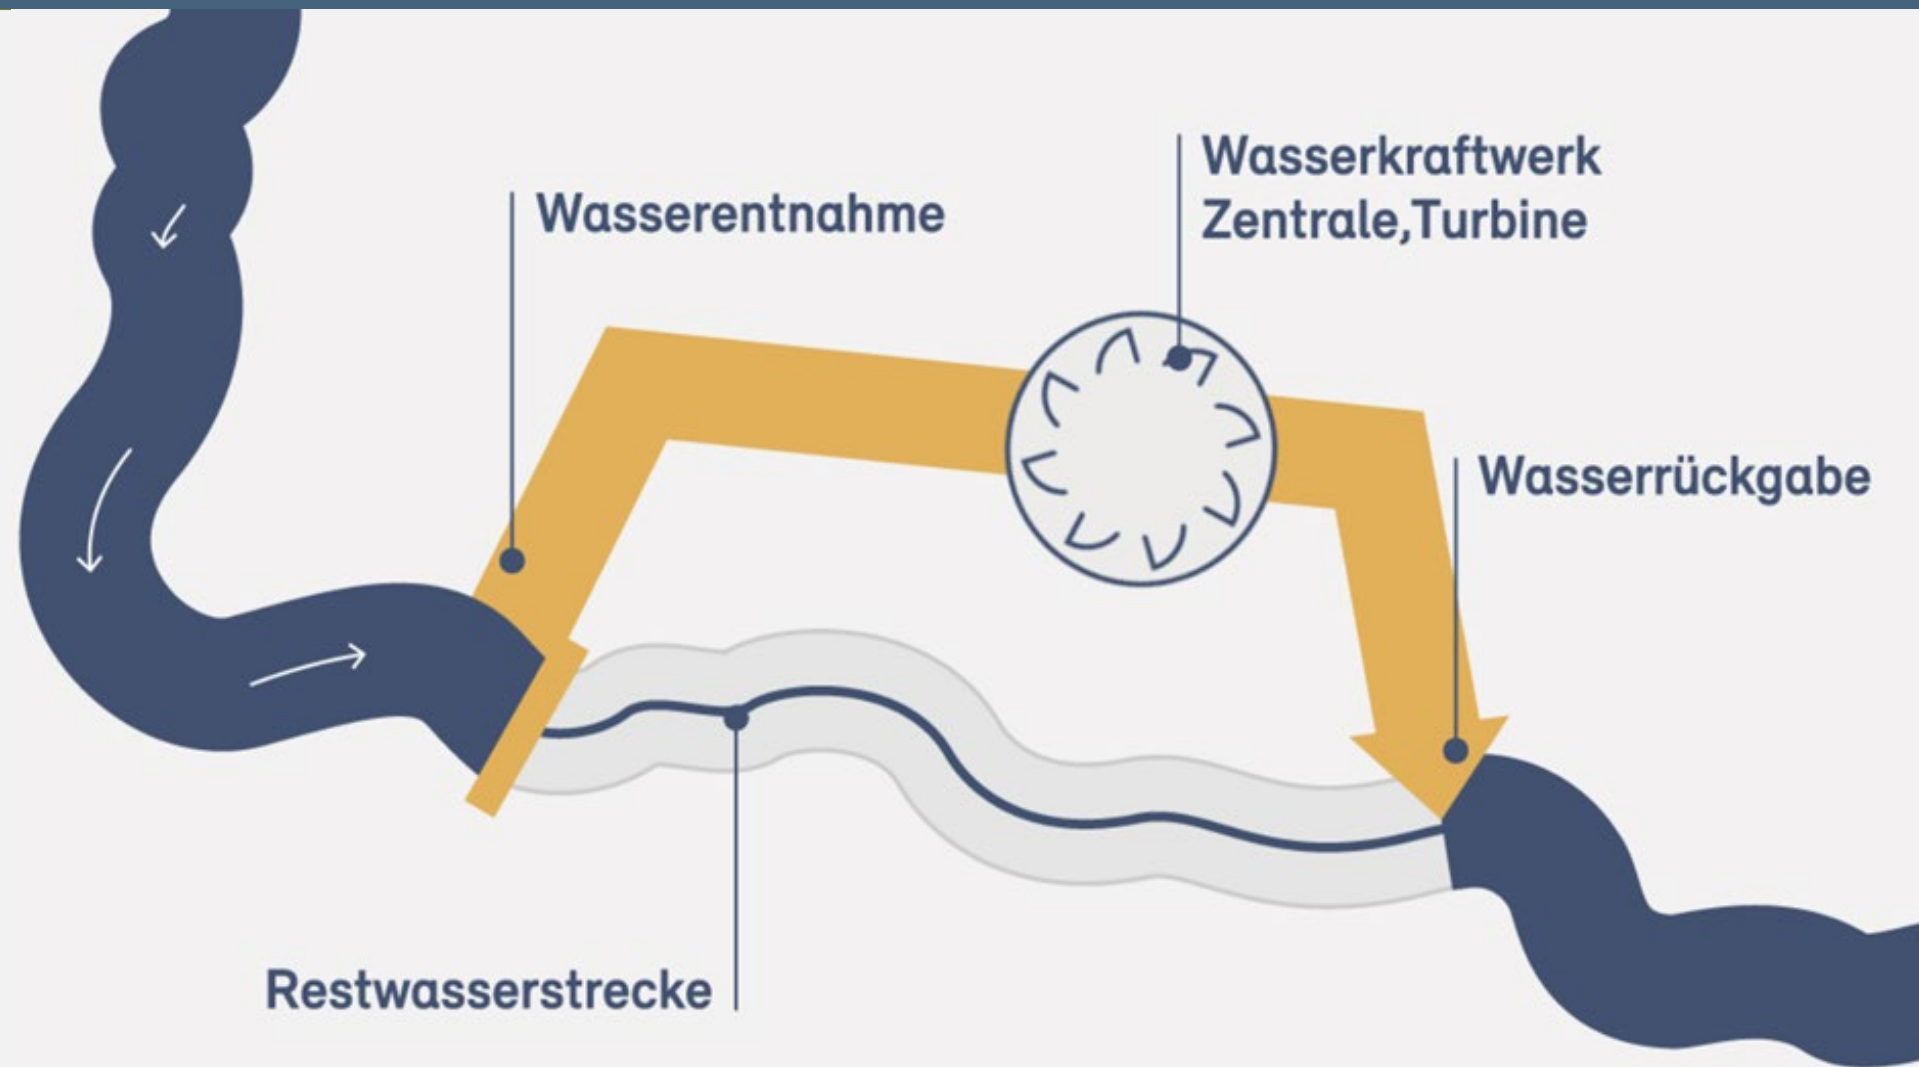 Wasserkraftwerk
Zentrale,Turbine
Wasserentnahme
Wasserrückgabe
Restwasserstrecke